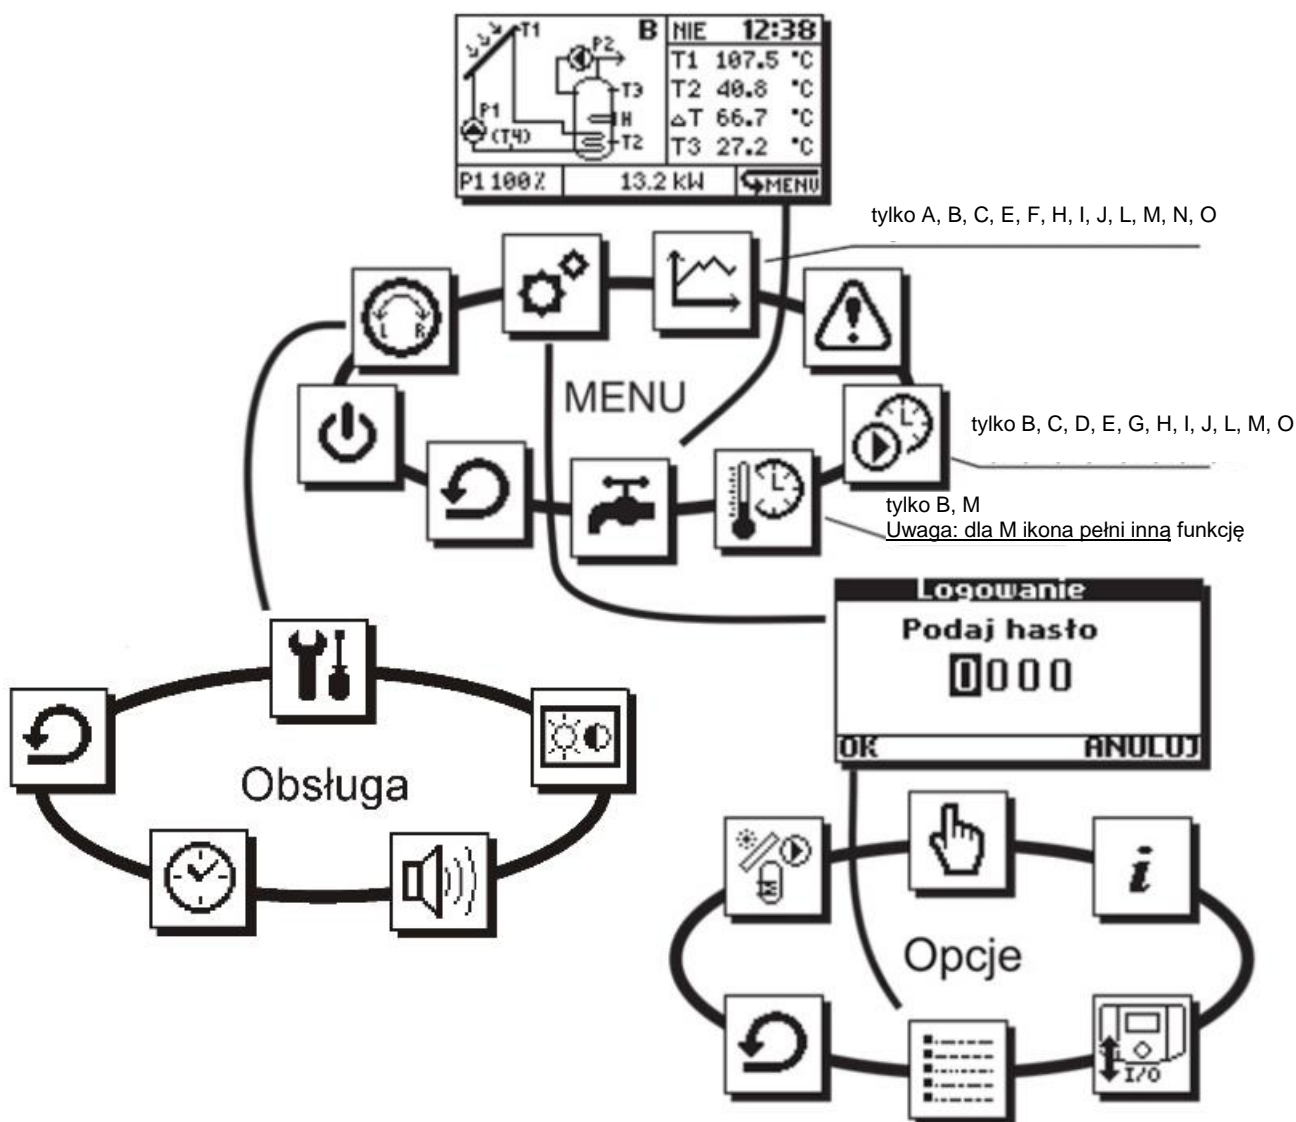 T1
B
NIE 12:38
P2
T1 107.5 °C
T3
T2 40.8 °C
P1
H
△T 66.7 °C
(T4)
T2
T3 27.2 °C
P1 100%
13.2 kW
MENU
tylko A, B, C, E, F, H, I, J, L, M, N, O
L R
MENU
tylko B, C, D, E, G, H, I, J, L, M, O
tylko B, M
Uwaga: dla M ikona pełni inną funkcję
Logowanie
Podaj hasło
0000
OK ANULUJ
Obsługa
M
i
Opcje
I/O